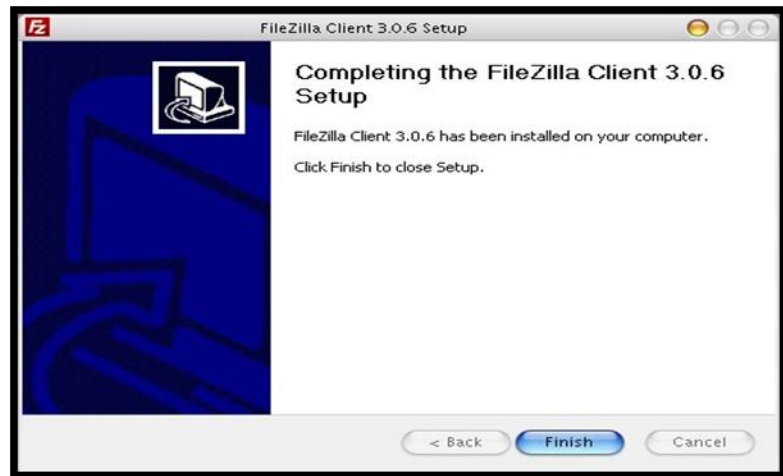 Fz
FileZilla Client 3.0.6 Setup
Completing the FileZilla Client 3.0.6
Setup
FileZilla Client 3.0.6 has been installed on your computer.
Click Finish to close Setup.
< Back
Finish
Cancel